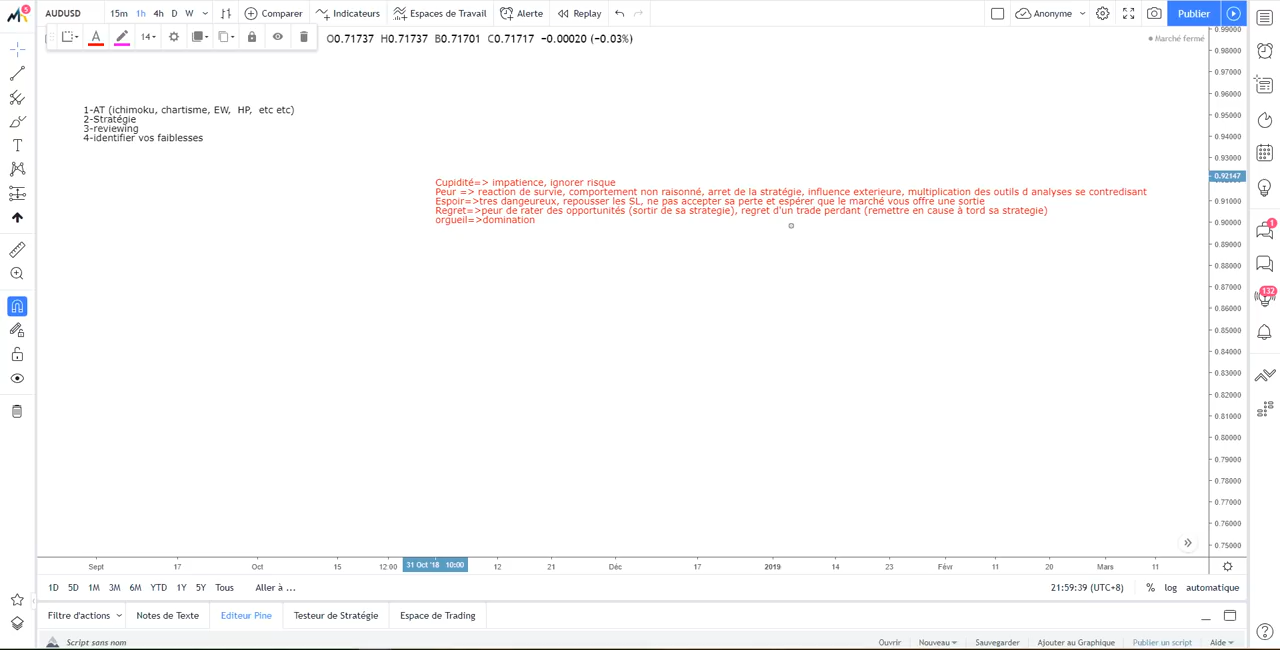 5 AUDUSD 15m 1h 4h D W Comparer Indicateurs Espaces de Travail Alerte Replay Anonyme Publier
A 14 O0.71737 H0.71737 B0.71701 C0.71717 −0.00020 (−0.03%) Marché fermé
0.99000
0.98000
0.97000
0.96000
0.95000
0.94000
0.93000
0.92147
0.91000
0.90000
0.89000
0.88000
0.87000
0.86000
0.85000
0.84000
0.83000
0.82000
0.81000
0.80000
0.79000
0.78000
0.77000
0.76000
0.75000
1-AT (ichimoku, chartisme, EW, HP, etc etc)
2-Stratégie
3-reviewing
4-identifier vos faiblesses
Cupidité=> impatience, ignorer risque
Peur => reaction de survie, comportement non raisonné, arret de la stratégie, influence exterieure, multiplication des outils d analyses se contredisant
Espoir=>tres dangeureux, repousser les SL, ne pas accepter sa perte et espérer que le marché vous offre une sortie
Regret=>peur de rater des opportunités (sortir de sa strategie), regret d'un trade perdant (remettre en cause à tord sa strategie)
orgueil=>domination
1
132
Sept 17 Oct 15 12:00 31 Oct '18 10:00 12 21 Déc 17 2019 14 23 Févr 11 20 Mars 11
1D 5D 1M 3M 6M YTD 1Y 5Y Tous Aller à ... 21:59:39 (UTC+8) % log automatique
Filtre d'actions Notes de Texte Editeur Pine Testeur de Stratégie Espace de Trading
Script sans nom Ouvrir Nouveau Sauvegarder Ajouter au Graphique Publier un script Aide